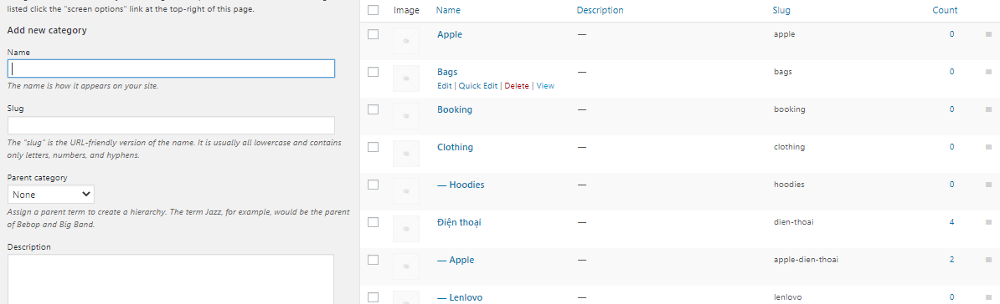 listed click the "screen options" link at the top-right of this page.
Add new category
Name
The name is how it appears on your site.
Slug
The "slug" is the URL-friendly version of the name. It is usually all lowercase and contains
only letters, numbers, and hyphens.
Parent category
None
Assign a parent term to create a hierarchy. The term Jazz, for example, would be the parent
of Bebop and Big Band.
Description
Image Name Description Slug Count
Apple — apple 0
Bags — bags 0
Edit | Quick Edit | Delete | View
Booking — booking 0
Clothing — clothing 0
— Hoodies — hoodies 0
Điện thoại — dien-thoai 4
— Apple — apple-dien-thoai 2
— Lenlovo — lenlovo 0